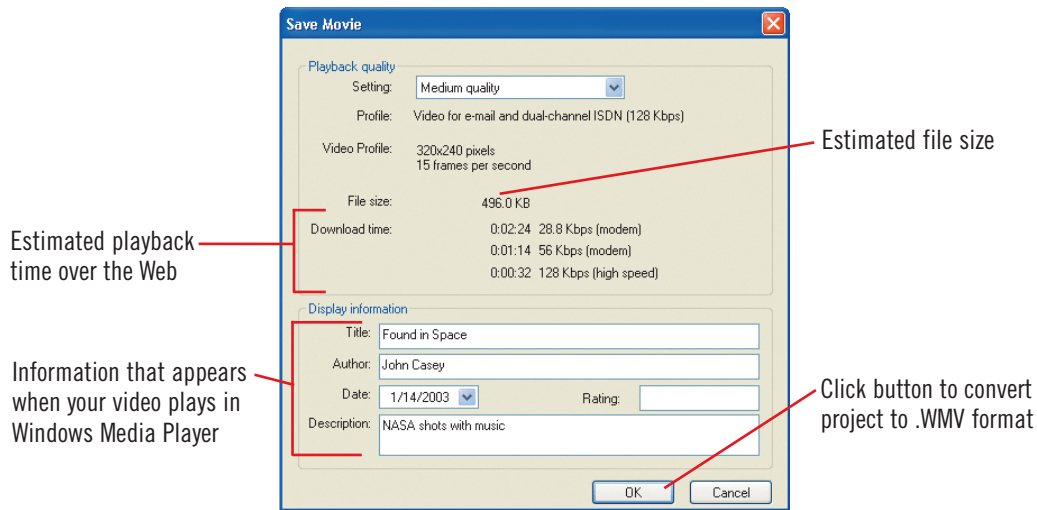 Save Movie
Playback quality
Setting: Medium quality
Profile: Video for e-mail and dual-channel ISDN (128 Kbps)
Video Profile: 320x240 pixels
15 frames per second
File size: 496.0 KB
Download time: 0:02:24 28.8 Kbps (modem)
0:01:14 56 Kbps (modem)
0:00:32 128 Kbps (high speed)
Display information
Title: Found in Space
Author: John Casey
Date: 1/14/2003 Rating:
Description: NASA shots with music
OK Cancel
Estimated file size
Estimated playback
time over the Web
Information that appears
when your video plays in
Windows Media Player
Click button to convert
project to .WMV format